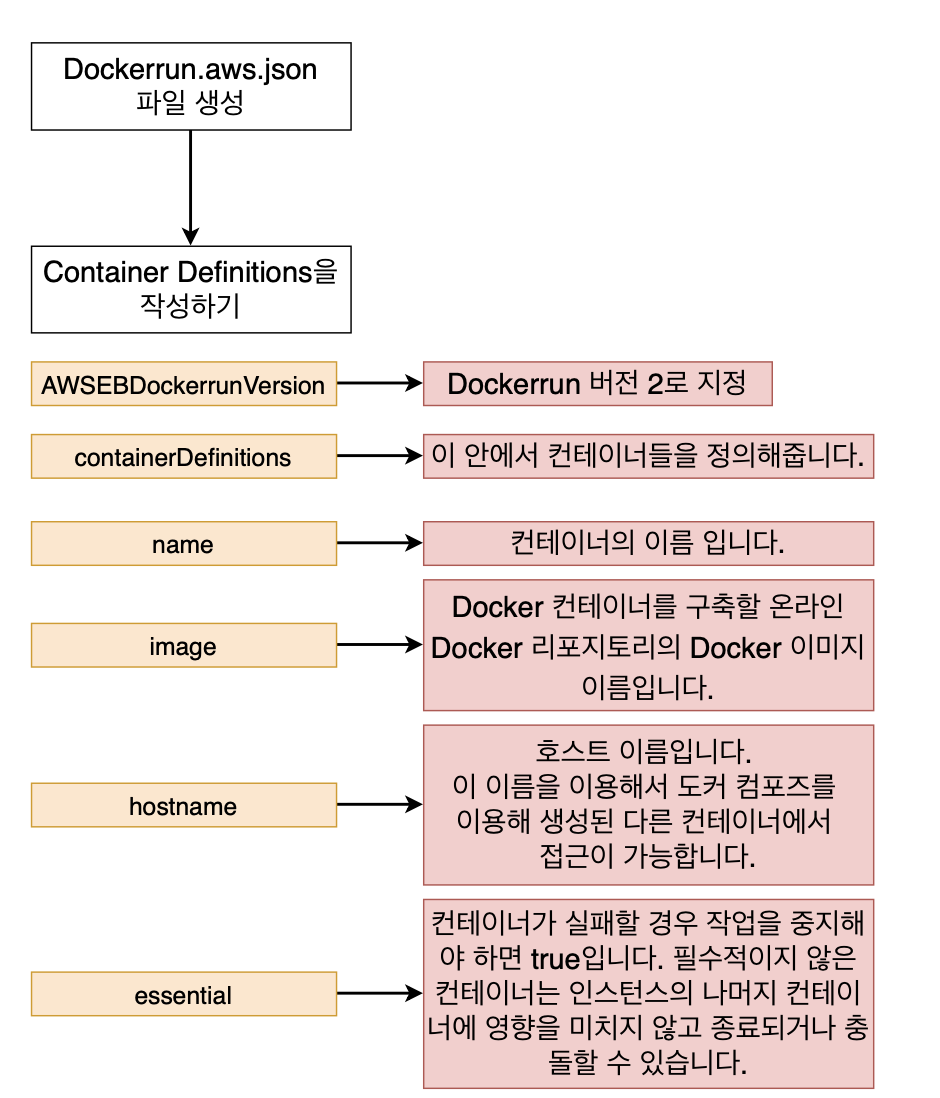 Dockerrun.aws.json
파일 생성
Container Definitions을
작성하기
AWSEBDockerrunVersion
Dockerrun 버전 2로 지정
containerDefinitions
이 안에서 컨테이너들을 정의해줍니다.
name
컨테이너의 이름 입니다.
image
Docker 컨테이너를 구축할 온라인
Docker 리포지토리의 Docker 이미지
이름입니다.
hostname
호스트 이름입니다.
이 이름을 이용해서 도커 컴포즈를
이용해 생성된 다른 컨테이너에서
접근이 가능합니다.
essential
컨테이너가 실패할 경우 작업을 중지해
야 하면 true입니다. 필수적이지 않은
컨테이너는 인스턴스의 나머지 컨테이
너에 영향을 미치지 않고 종료되거나 충
돌할 수 있습니다.